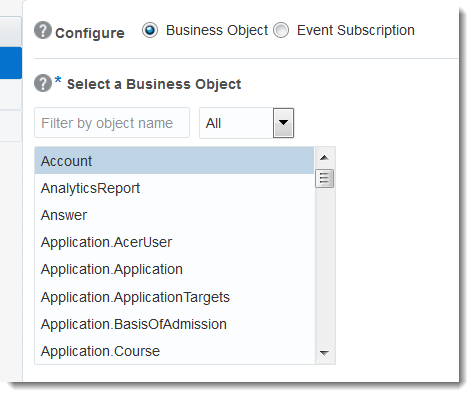 Configure Business Object Event Subscription
* Select a Business Object
Filter by object name All
Account
AnalyticsReport
Answer
Application.AcerUser
Application.Application
Application.ApplicationTargets
Application.BasisOfAdmission
Application.Course